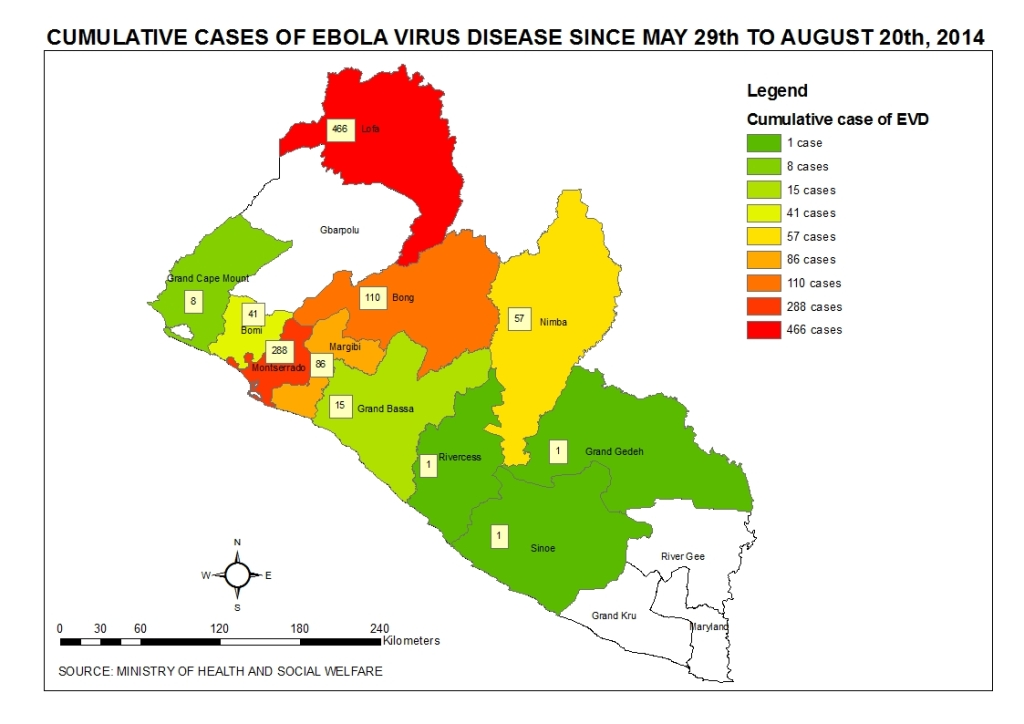 CUMULATIVE CASES OF EBOLA VIRUS DISEASE SINCE MAY 29th TO AUGUST 20th, 2014
Legend
Cumulative case of EVD
1 case
8 cases
15 cases
41 cases
57 cases
86 cases
110 cases
288 cases
466 cases
466 Lofa
Gbarpolu
Grand Cape Mount
8
41
Bomi
110 Bong
57 Nimba
288
Montserrado
Margibi
86
15 Grand Bassa
1 Rivercess
1 Grand Gedeh
1
Sinoe
River Gee
Grand Kru
Maryland
N
W E
S
0 30 60 120 180 240
Kilometers
SOURCE: MINISTRY OF HEALTH AND SOCIAL WELFARE